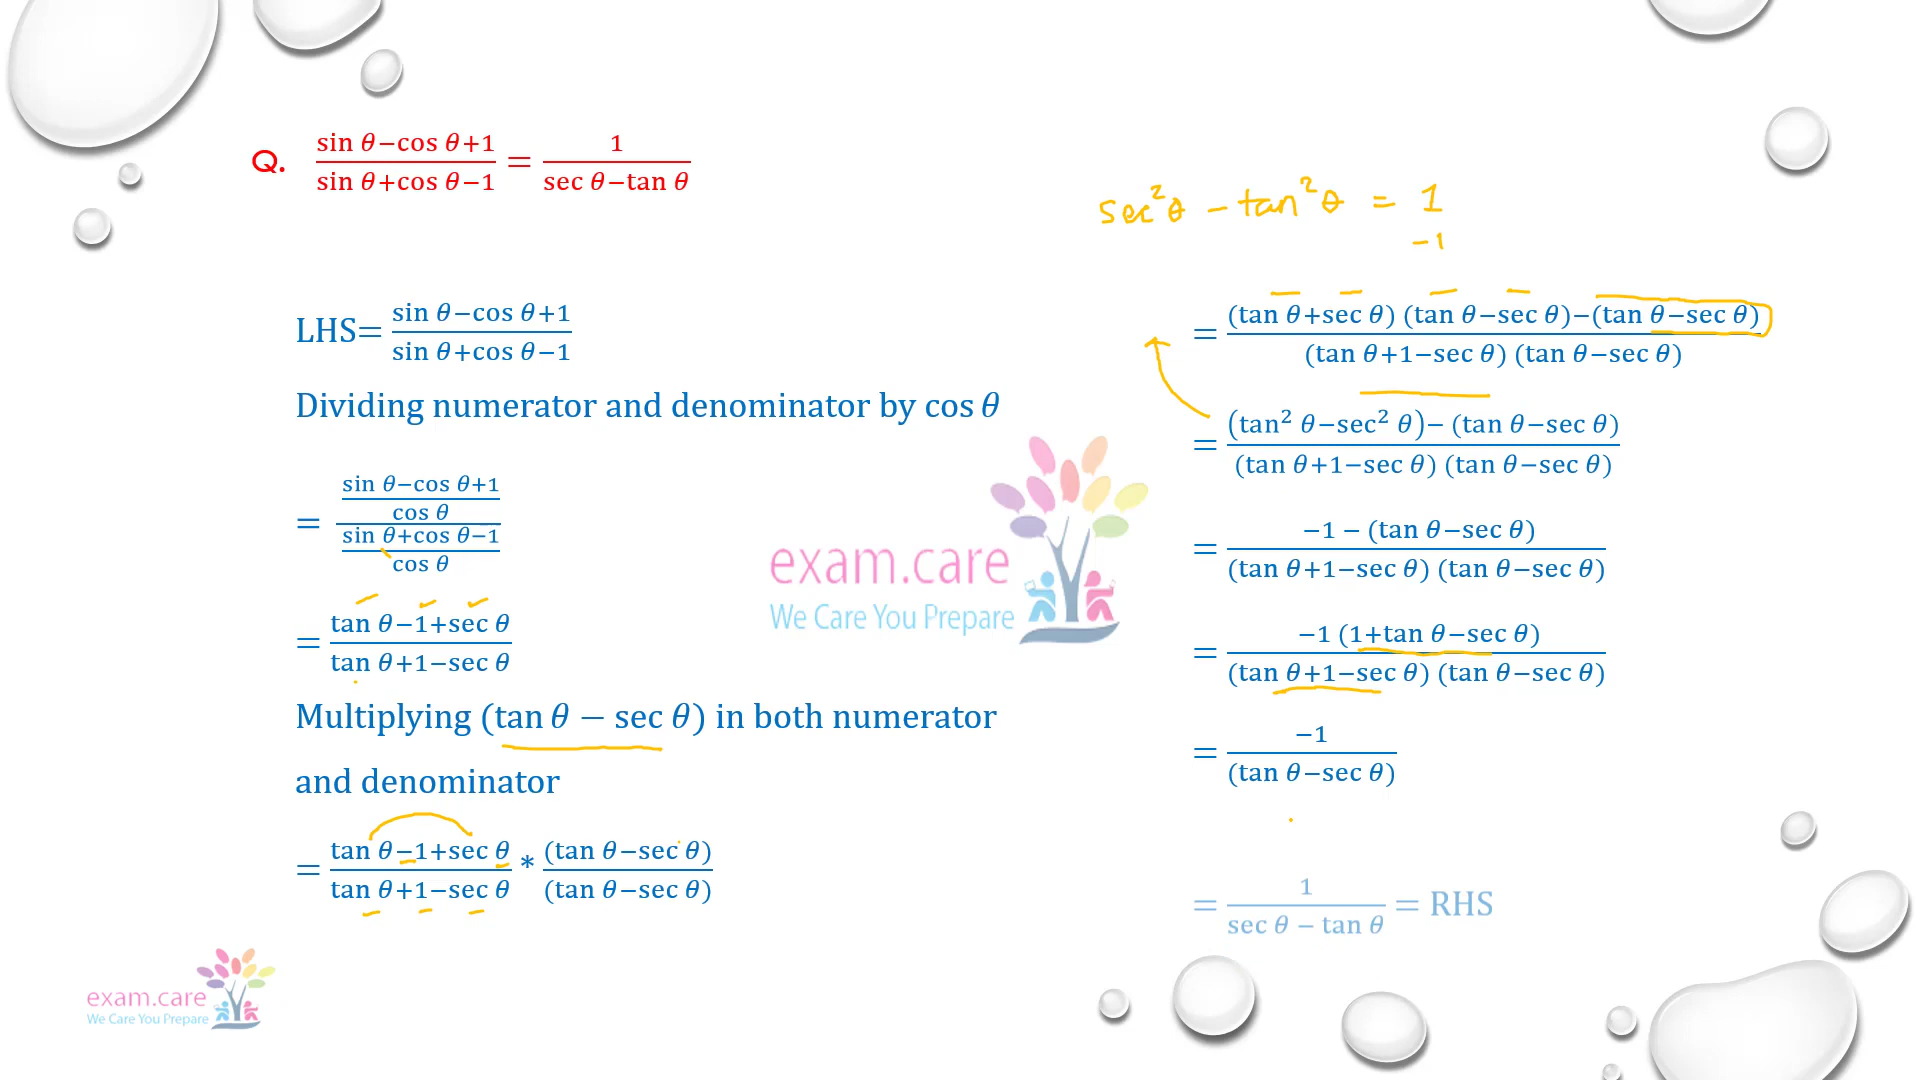 Q. (sin θ−cos θ+1)/(sin θ+cos θ−1) = 1/(sec θ−tan θ)
LHS= (sin θ−cos θ+1)/(sin θ+cos θ−1)
Dividing numerator and denominator by cos θ
= ((sin θ−cos θ+1)/(cos θ))/((sin θ+cos θ−1)/(cos θ))
= (tan θ−1+sec θ)/(tan θ+1−sec θ)
Multiplying (tan θ − sec θ) in both numerator
and denominator
= (tan θ−1+sec θ)/(tan θ+1−sec θ) * (tan θ−sec θ)/(tan θ−sec θ)
sec²θ − tan²θ = 1
−1
= ((tan θ+sec θ) (tan θ−sec θ)−(tan θ−sec θ))/((tan θ+1−sec θ) (tan θ−sec θ))
= ((tan² θ−sec² θ)− (tan θ−sec θ))/((tan θ+1−sec θ) (tan θ−sec θ))
= (−1 − (tan θ−sec θ))/((tan θ+1−sec θ) (tan θ−sec θ))
= (−1 (1+tan θ−sec θ))/((tan θ+1−sec θ) (tan θ−sec θ))
= −1/(tan θ−sec θ)
= 1/(sec θ − tan θ) = RHS
exam.care
We Care You Prepare
exam.care
We Care You Prepare